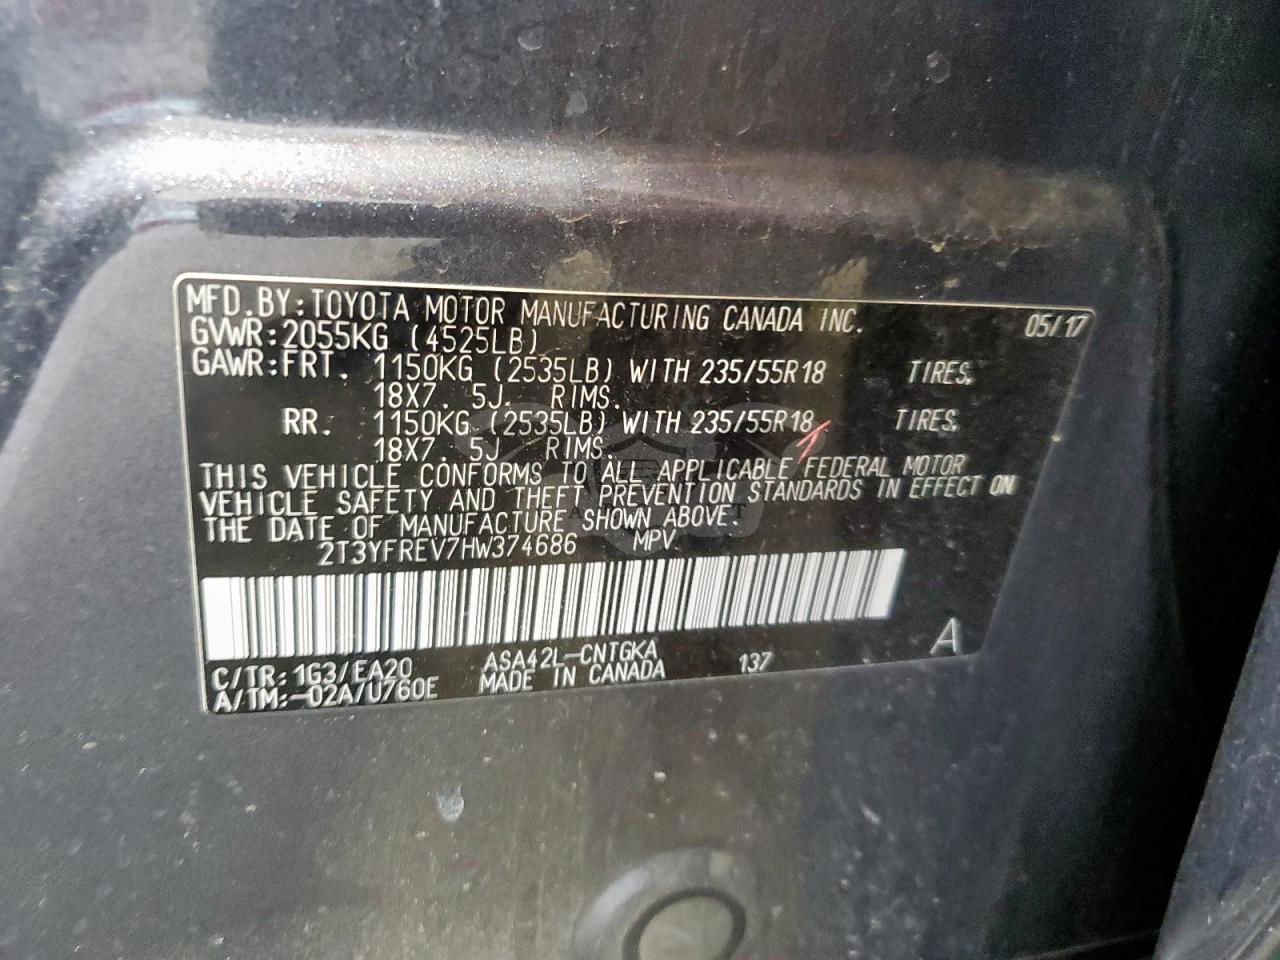 MFD.BY:TOYOTA MOTOR MANUFACTURING CANADA INC. 05/17
GVWR:2055KG (4525LB)
GAWR:FRT. 1150KG (2535LB) WITH 235/55R18 TIRES.
18X7. 5J. RIMS.
RR. 1150KG (2535LB) WITH 235/55R18 TIRES.
18X7. 5J RIMS.
THIS VEHICLE CONFORMS TO ALL APPLICABLE FEDERAL MOTOR
VEHICLE SAFETY AND THEFT PREVENTION STANDARDS IN EFFECT ON
THE DATE OF MANUFACTURE SHOWN ABOVE.
2T3YFREV7HW374686 MPV
A
C/TR:1G3/EA20 ASA42L-CNTGKA 137
A/TM:-02A/U760E MADE IN CANADA